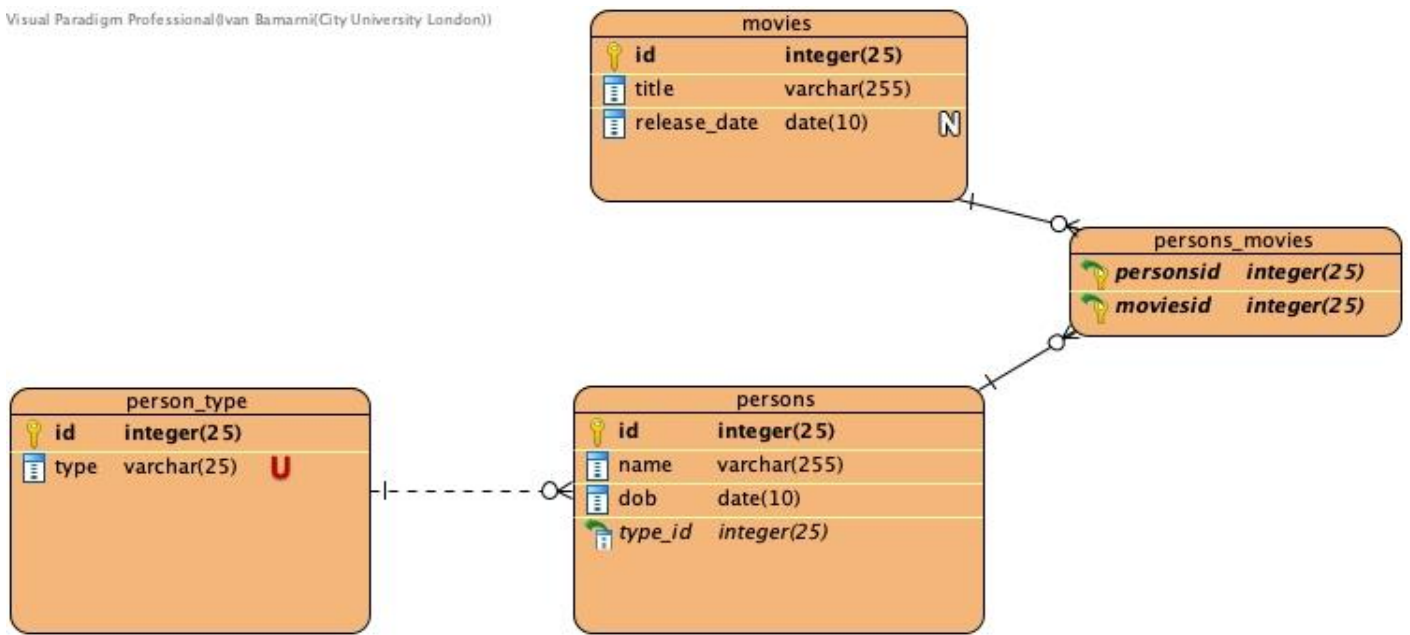 Visual Paradigm Professional(Ivan Bamarni(City University London))
movies
id integer(25)
title varchar(255)
release_date date(10) N
persons_movies
personsid integer(25)
moviesid integer(25)
person_type
id integer(25)
type varchar(25) U
persons
id integer(25)
name varchar(255)
dob date(10)
type_id integer(25)